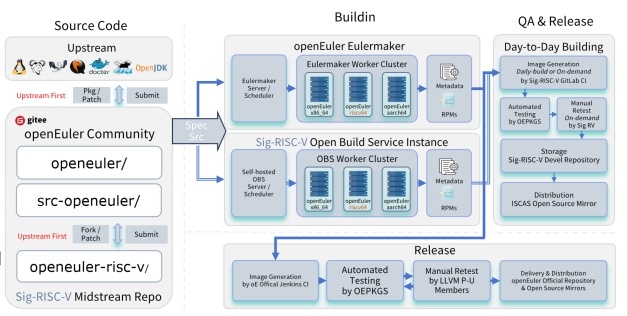 Source Code
Upstream
docker
OpenJDK
Upstream First
Pkg /
Patch
Submit
gitee
openEuler Community
openeuler/
src-openeuler/
Upstream First
Fork /
Patch
Submit
openeuler-risc-v/
Sig-RISC-V Midstream Repo
Spec
Src
Buildin
openEuler Eulermaker
Eulermaker
Server /
Scheduler
Eulermaker Worker Cluster
openEuler
x86_64
openEuler
riscv64
openEuler
aarch64
Metadata
RPMs
Sig-RISC-V Open Build Service Instance
Self-hosted
OBS
Server /
Scheduler
OBS Worker Cluster
openEuler
x86_64
openEuler
riscv64
openEuler
aarch64
Metadata
RPMs
QA & Release
Day-to-Day Building
Image Generation
Daily-build or On-demand
by Sig-RISC-V GitLab CI
Automated
Testing
by OEPKGS
Manual
Retest
On-demand
by Sig RV
Storage
Sig-RISC-V Devel Repository
Distribution
ISCAS Open Source Mirror
Release
Image Generation
by oE Offical Jenkins CI
Automated
Testing
by OEPKGS
Manual Retest
by LLVM P-U
Members
Delivery & Distribution
openEuler Official Repository
& Open Source Mirrors